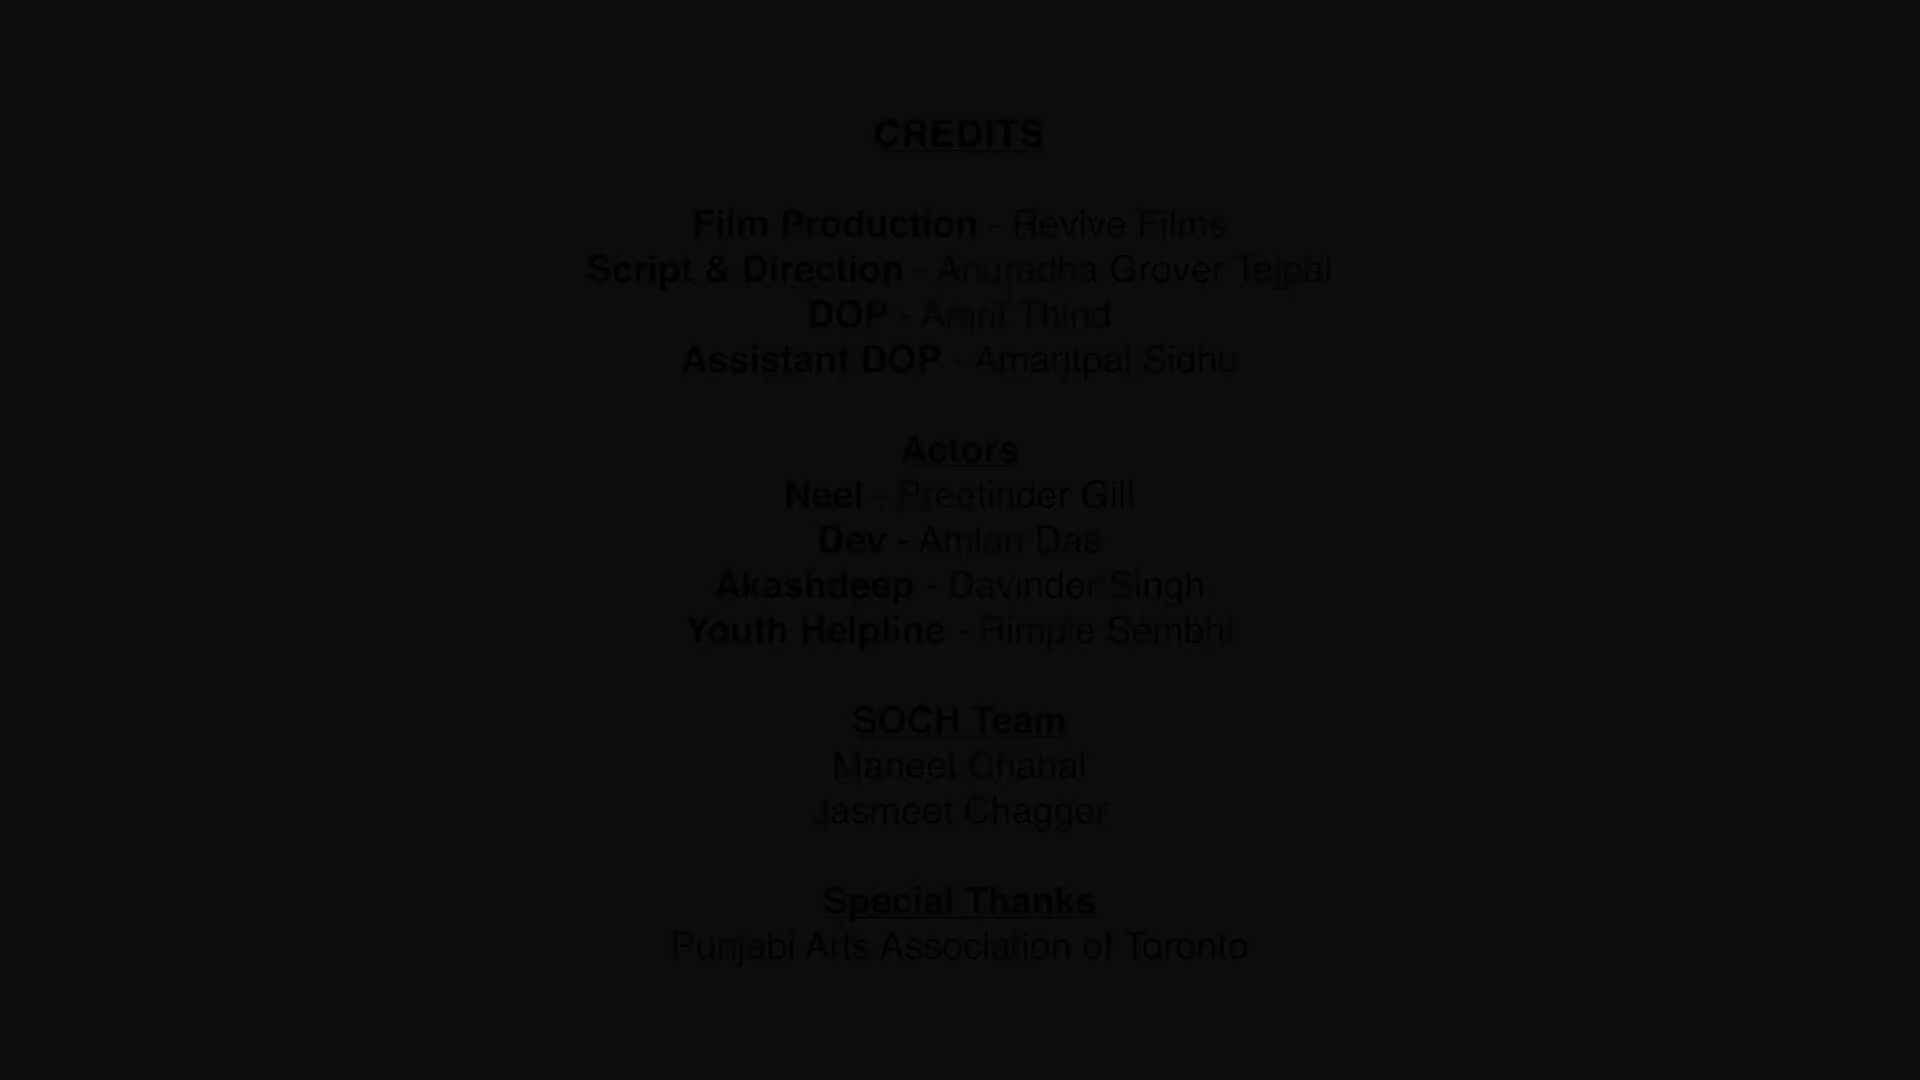 CREDITS
Film Production - Revive Films
Script & Direction - Anuradha Grover Tejpal
DOP - Amrit Thind
Assistant DOP - Amaritpal Sidhu
Actors
Neel - Preetinder Gill
Dev - Amlan Das
Akashdeep - Davinder Singh
Youth Helpline - Rimple Sembhi
SOCH Team
Maneet Chahal
Jasmeet Chagger
Special Thanks
Punjabi Arts Association of Toronto